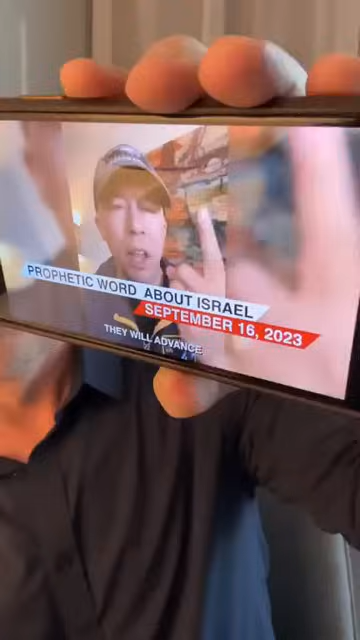 PROPHETIC WORD ABOUT ISRAEL
SEPTEMBER 16, 2023
THEY WILL ADVANCE